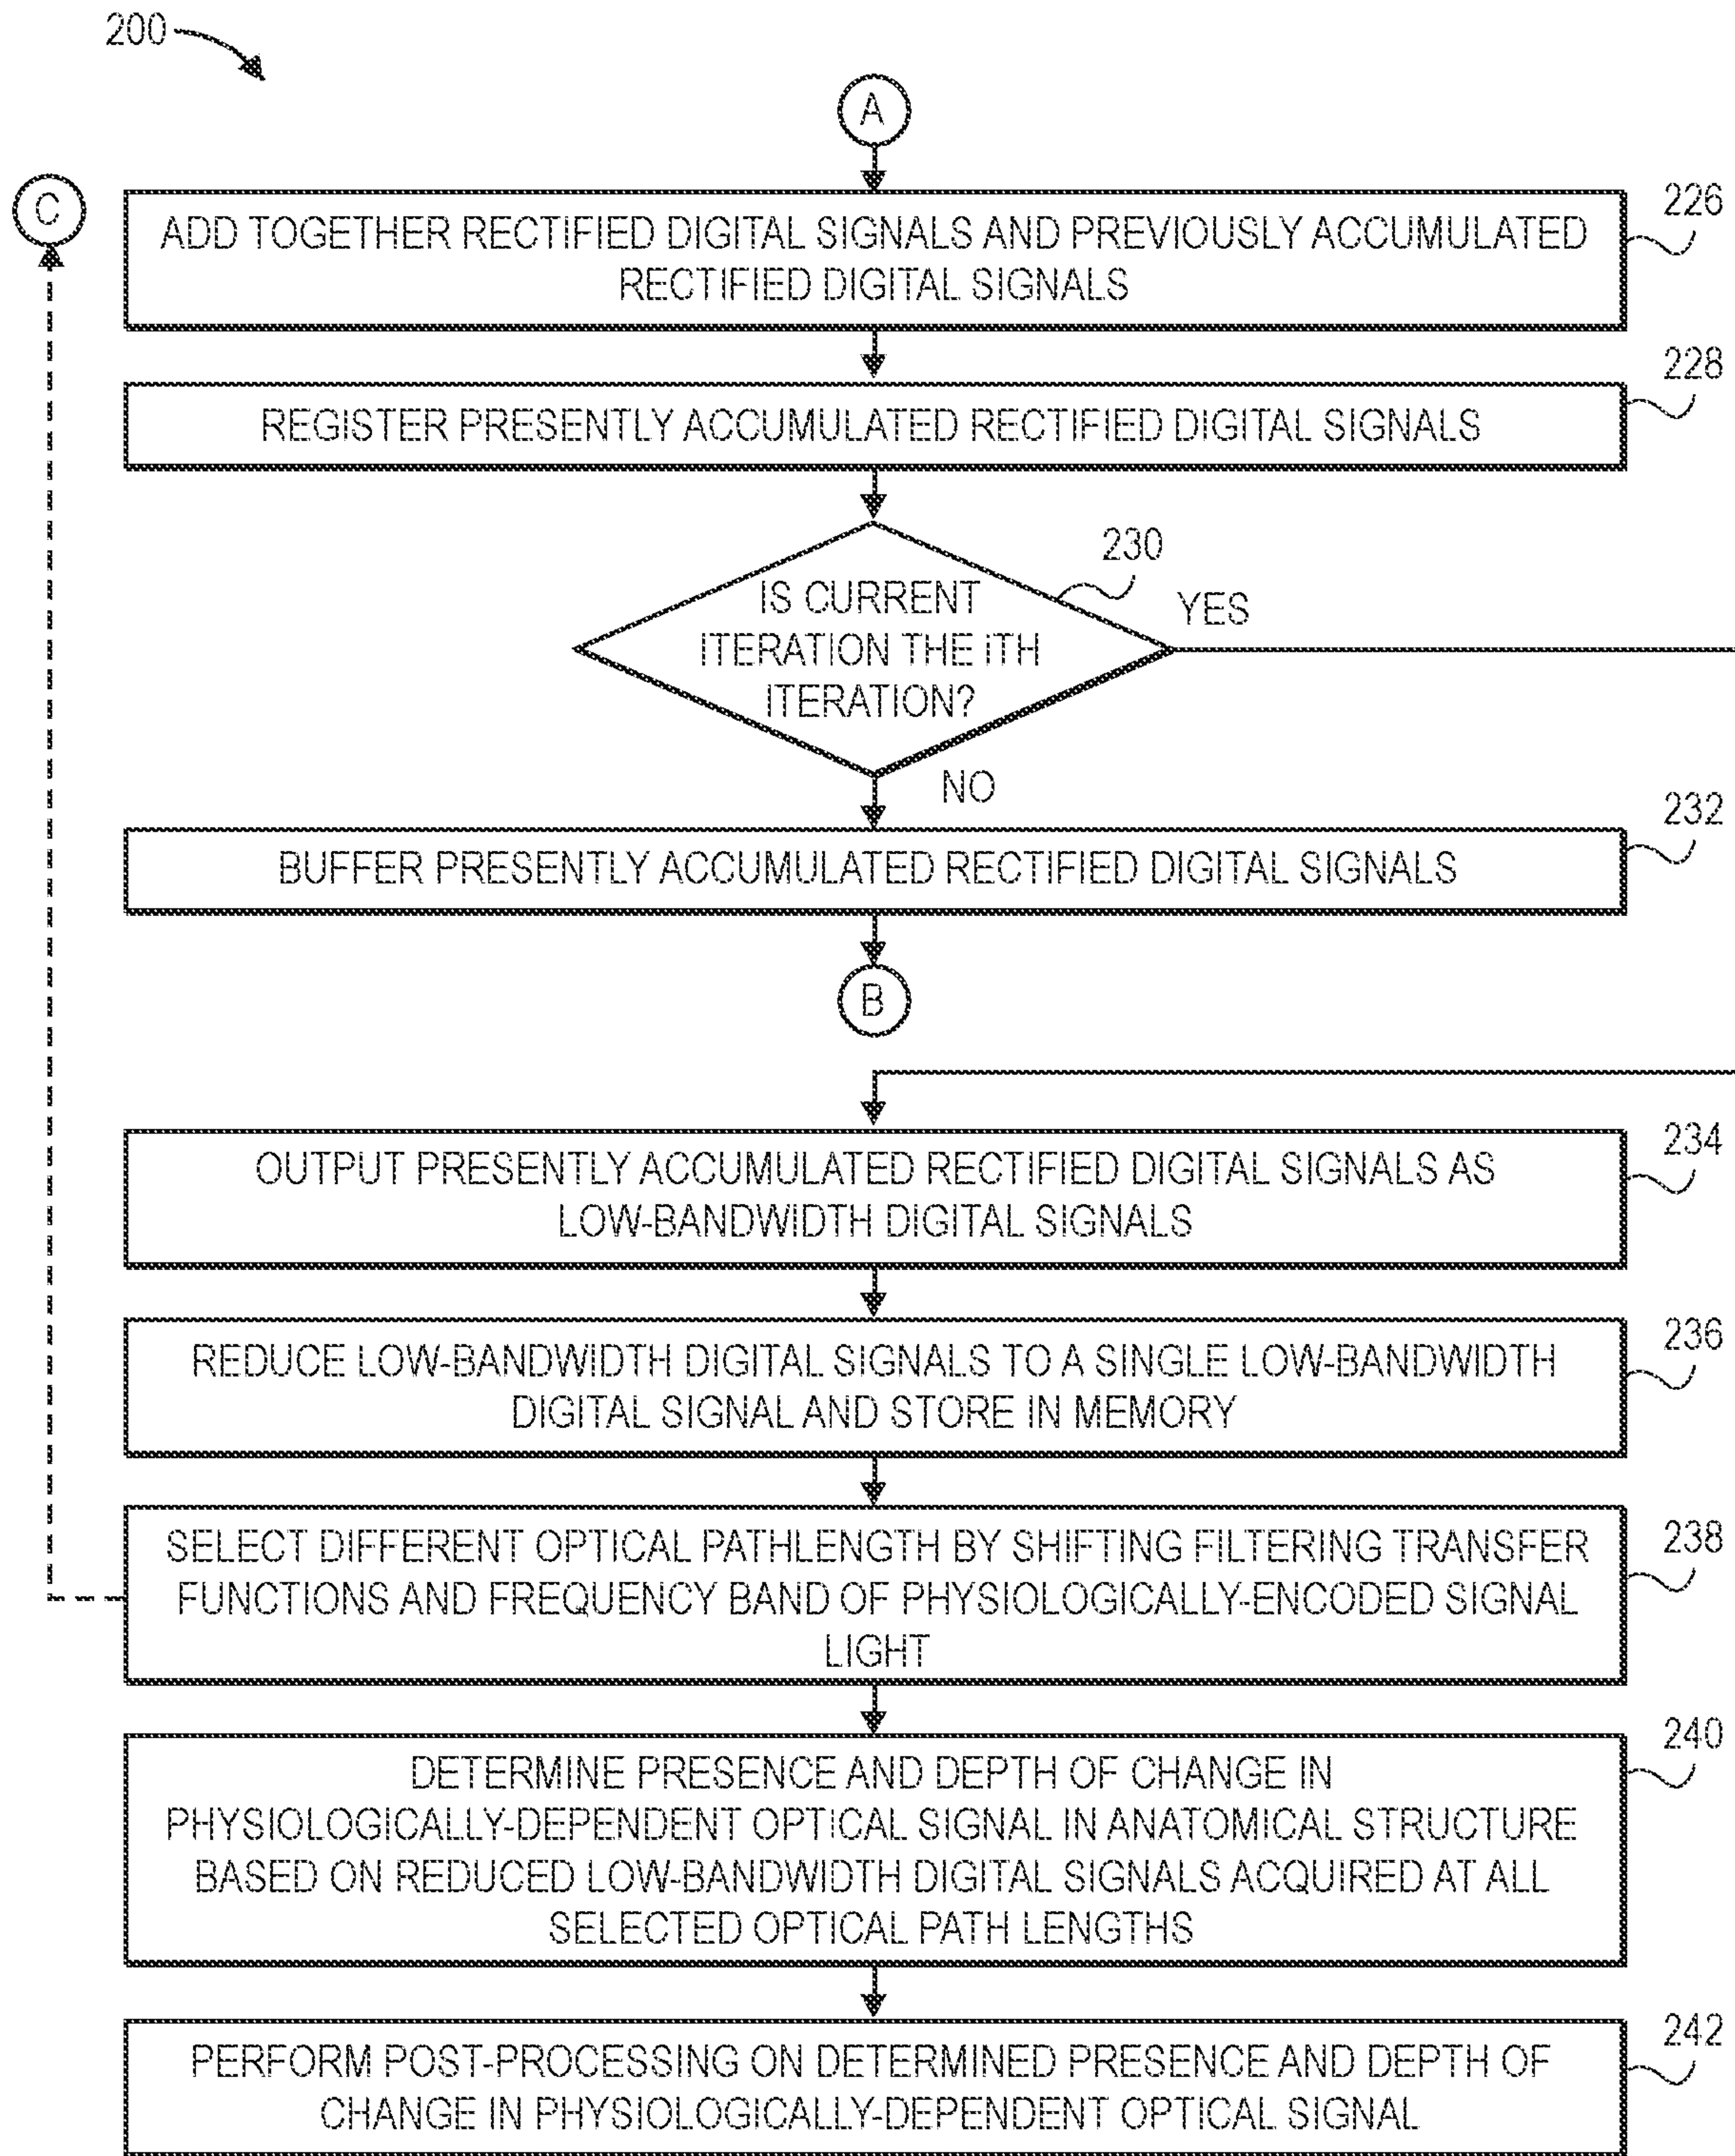 200
A
C
ADD TOGETHER RECTIFIED DIGITAL SIGNALS AND PREVIOUSLY ACCUMULATED
RECTIFIED DIGITAL SIGNALS
226
REGISTER PRESENTLY ACCUMULATED RECTIFIED DIGITAL SIGNALS
228
IS CURRENT
ITERATION THE iTH
ITERATION?
230
YES
NO
BUFFER PRESENTLY ACCUMULATED RECTIFIED DIGITAL SIGNALS
232
B
OUTPUT PRESENTLY ACCUMULATED RECTIFIED DIGITAL SIGNALS AS
LOW-BANDWIDTH DIGITAL SIGNALS
234
REDUCE LOW-BANDWIDTH DIGITAL SIGNALS TO A SINGLE LOW-BANDWIDTH
DIGITAL SIGNAL AND STORE IN MEMORY
236
SELECT DIFFERENT OPTICAL PATHLENGTH BY SHIFTING FILTERING TRANSFER
FUNCTIONS AND FREQUENCY BAND OF PHYSIOLOGICALLY-ENCODED SIGNAL
LIGHT
238
DETERMINE PRESENCE AND DEPTH OF CHANGE IN
PHYSIOLOGICALLY-DEPENDENT OPTICAL SIGNAL IN ANATOMICAL STRUCTURE
BASED ON REDUCED LOW-BANDWIDTH DIGITAL SIGNALS ACQUIRED AT ALL
SELECTED OPTICAL PATH LENGTHS
240
PERFORM POST-PROCESSING ON DETERMINED PRESENCE AND DEPTH OF
CHANGE IN PHYSIOLOGICALLY-DEPENDENT OPTICAL SIGNAL
242